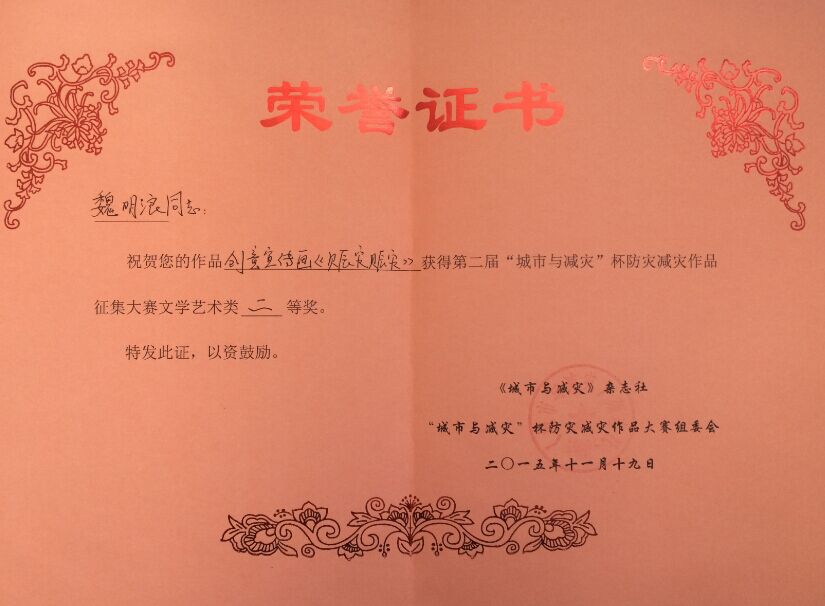 荣誉证书
魏明浪同志：
祝贺您的作品创意宣传画《赈灾赈灾》获得第二届“城市与减灾”杯防灾减灾作品
征集大赛文学艺术类 二 等奖。
特发此证，以资鼓励。
《城市与减灾》杂志社
“城市与减灾”杯防灾减灾作品大赛组委会
二〇一五年十一月十九日